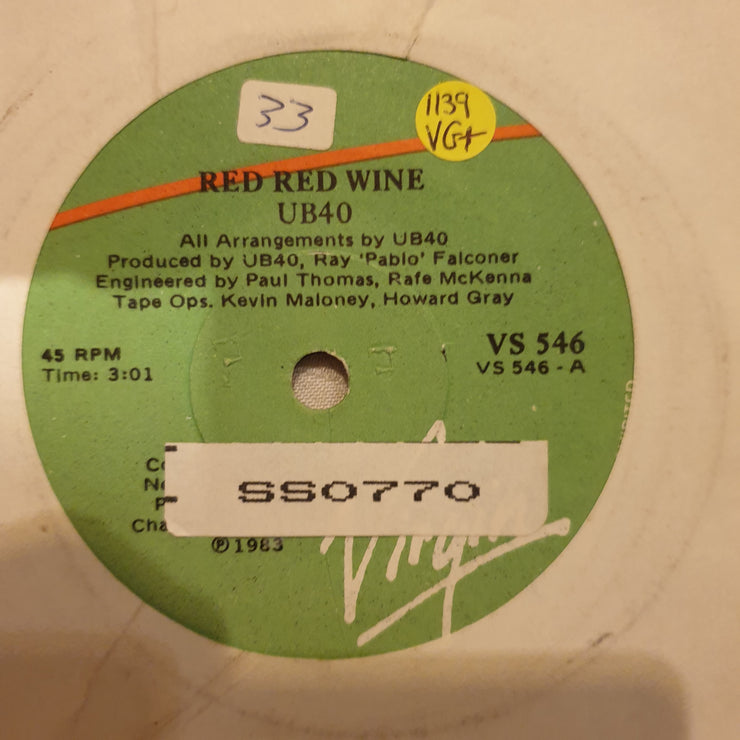 33
1139
VG+
RED RED WINE
UB40
All Arrangements by UB40
Produced by UB40, Ray 'Pablo' Falconer
Engineered by Paul Thomas, Rafe McKenna
Tape Ops. Kevin Maloney, Howard Gray
45 RPM
Time: 3:01
VS 546
VS 546 - A
SS0770
Cha
℗ 1983
Virgin